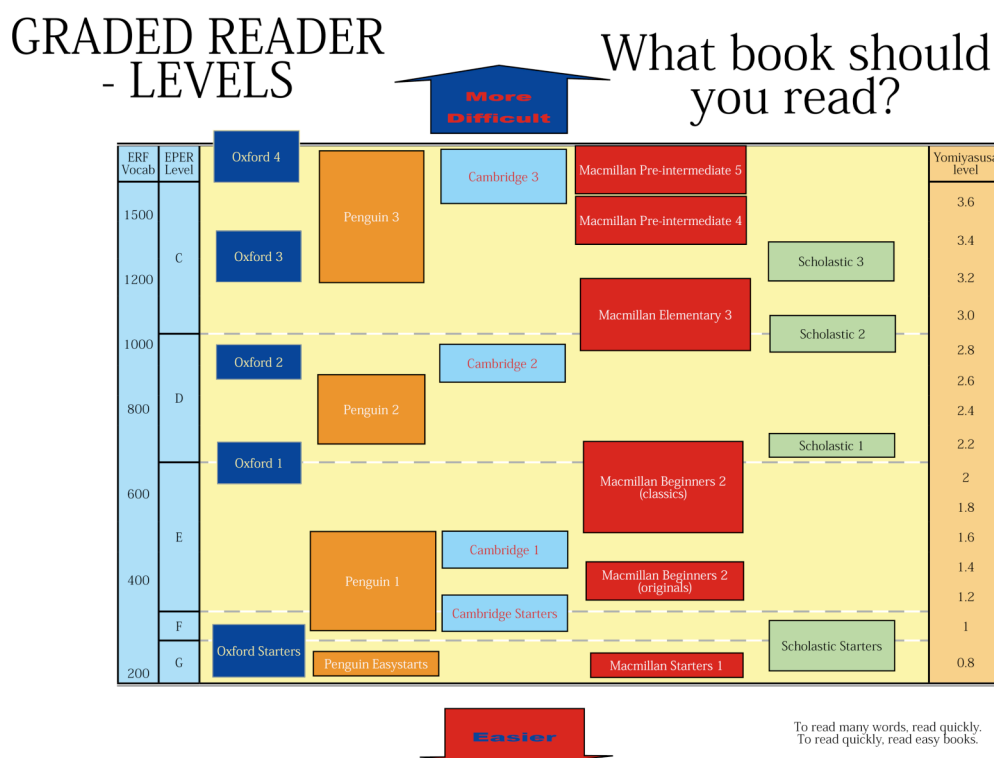 GRADED READER
- LEVELS
What book should
you read?
More
Difficult
ERF
Vocab
EPER
Level
Yomiyasusa
level
1500
1200
1000
800
600
400
200
C
D
E
F
G
Oxford 4
Oxford 3
Oxford 2
Oxford 1
Oxford Starters
Penguin 3
Penguin 2
Penguin 1
Penguin Easystarts
Cambridge 3
Cambridge 2
Cambridge 1
Cambridge Starters
Macmillan Pre-intermediate 5
Macmillan Pre-intermediate 4
Macmillan Elementary 3
Macmillan Beginners 2
(classics)
Macmillan Beginners 2
(originals)
Macmillan Starters 1
Scholastic 3
Scholastic 2
Scholastic 1
Scholastic Starters
3.6
3.4
3.2
3.0
2.8
2.6
2.4
2.2
2
1.8
1.6
1.4
1.2
1
0.8
Easier
To read many words, read quickly.
To read quickly, read easy books.